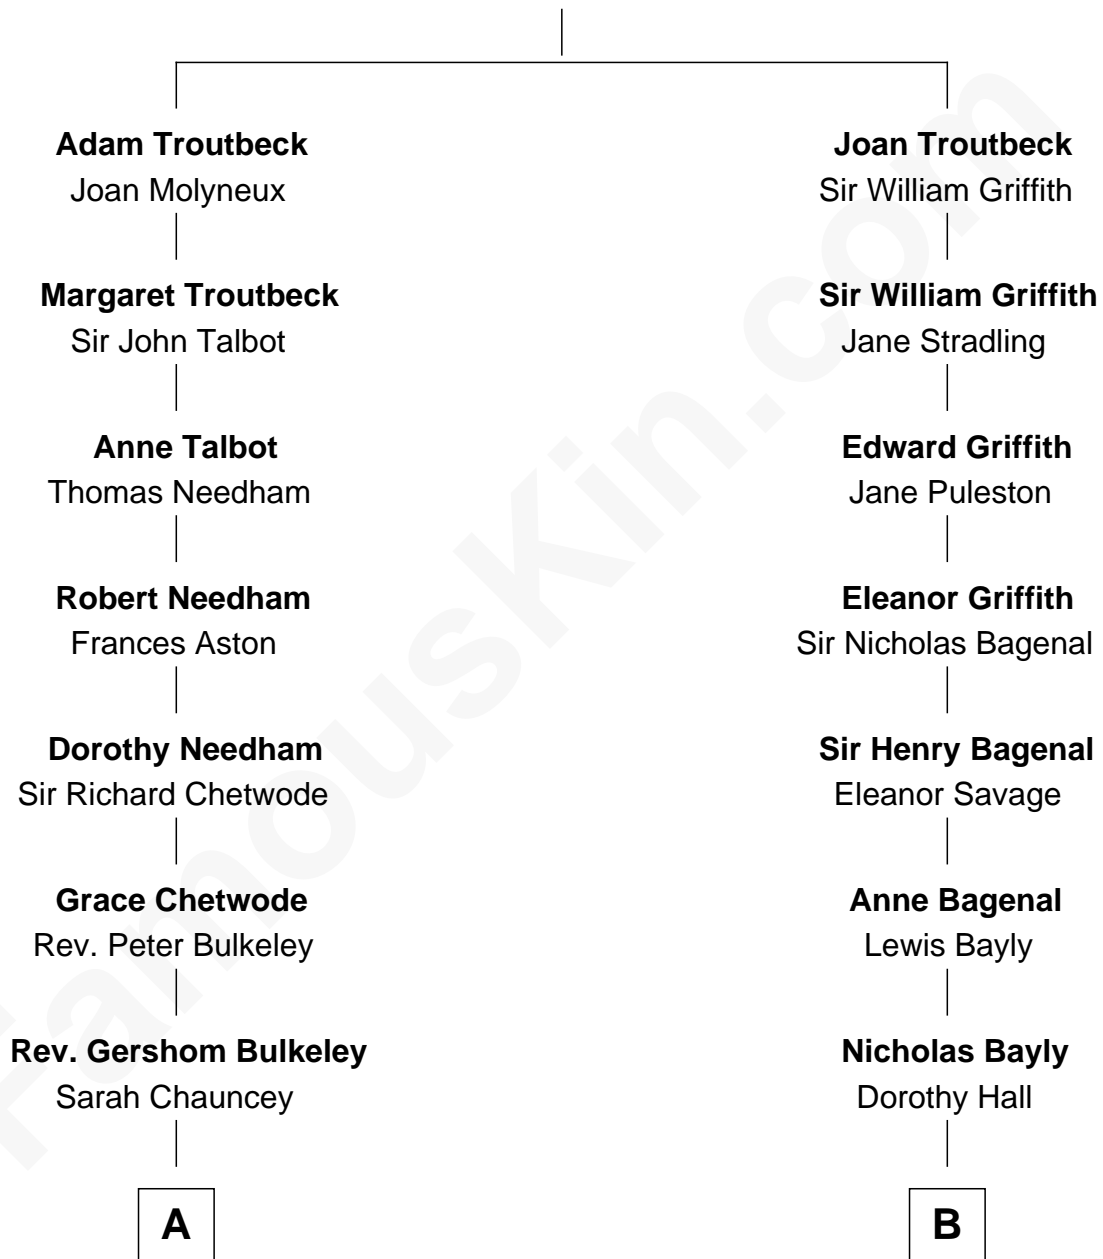 Adam Troutbeck
Joan Molyneux
Margaret Troutbeck
Sir John Talbot
Anne Talbot
Thomas Needham
Robert Needham
Frances Aston
Dorothy Needham
Sir Richard Chetwode
Grace Chetwode
Rev. Peter Bulkeley
Rev. Gershom Bulkeley
Sarah Chauncey
A
Joan Troutbeck
Sir William Griffith
Sir William Griffith
Jane Stradling
Edward Griffith
Jane Puleston
Eleanor Griffith
Sir Nicholas Bagenal
Sir Henry Bagenal
Eleanor Savage
Anne Bagenal
Lewis Bayly
Nicholas Bayly
Dorothy Hall
B
FamousKin.com